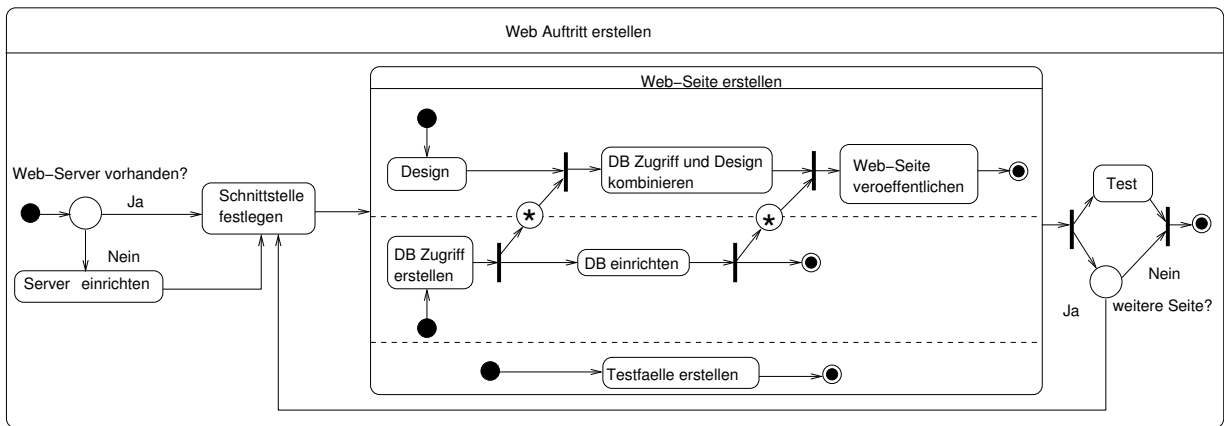 Web Auftritt erstellen
Web-Seite erstellen
Design
DB Zugriff und Design
kombinieren
Web-Seite
veroeffentlichen
Web-Server vorhanden?
Ja
Schnittstelle
festlegen
Test
*
*
Nein
Server einrichten
DB Zugriff
erstellen
DB einrichten
Nein
Ja
weitere Seite?
Testfaelle erstellen